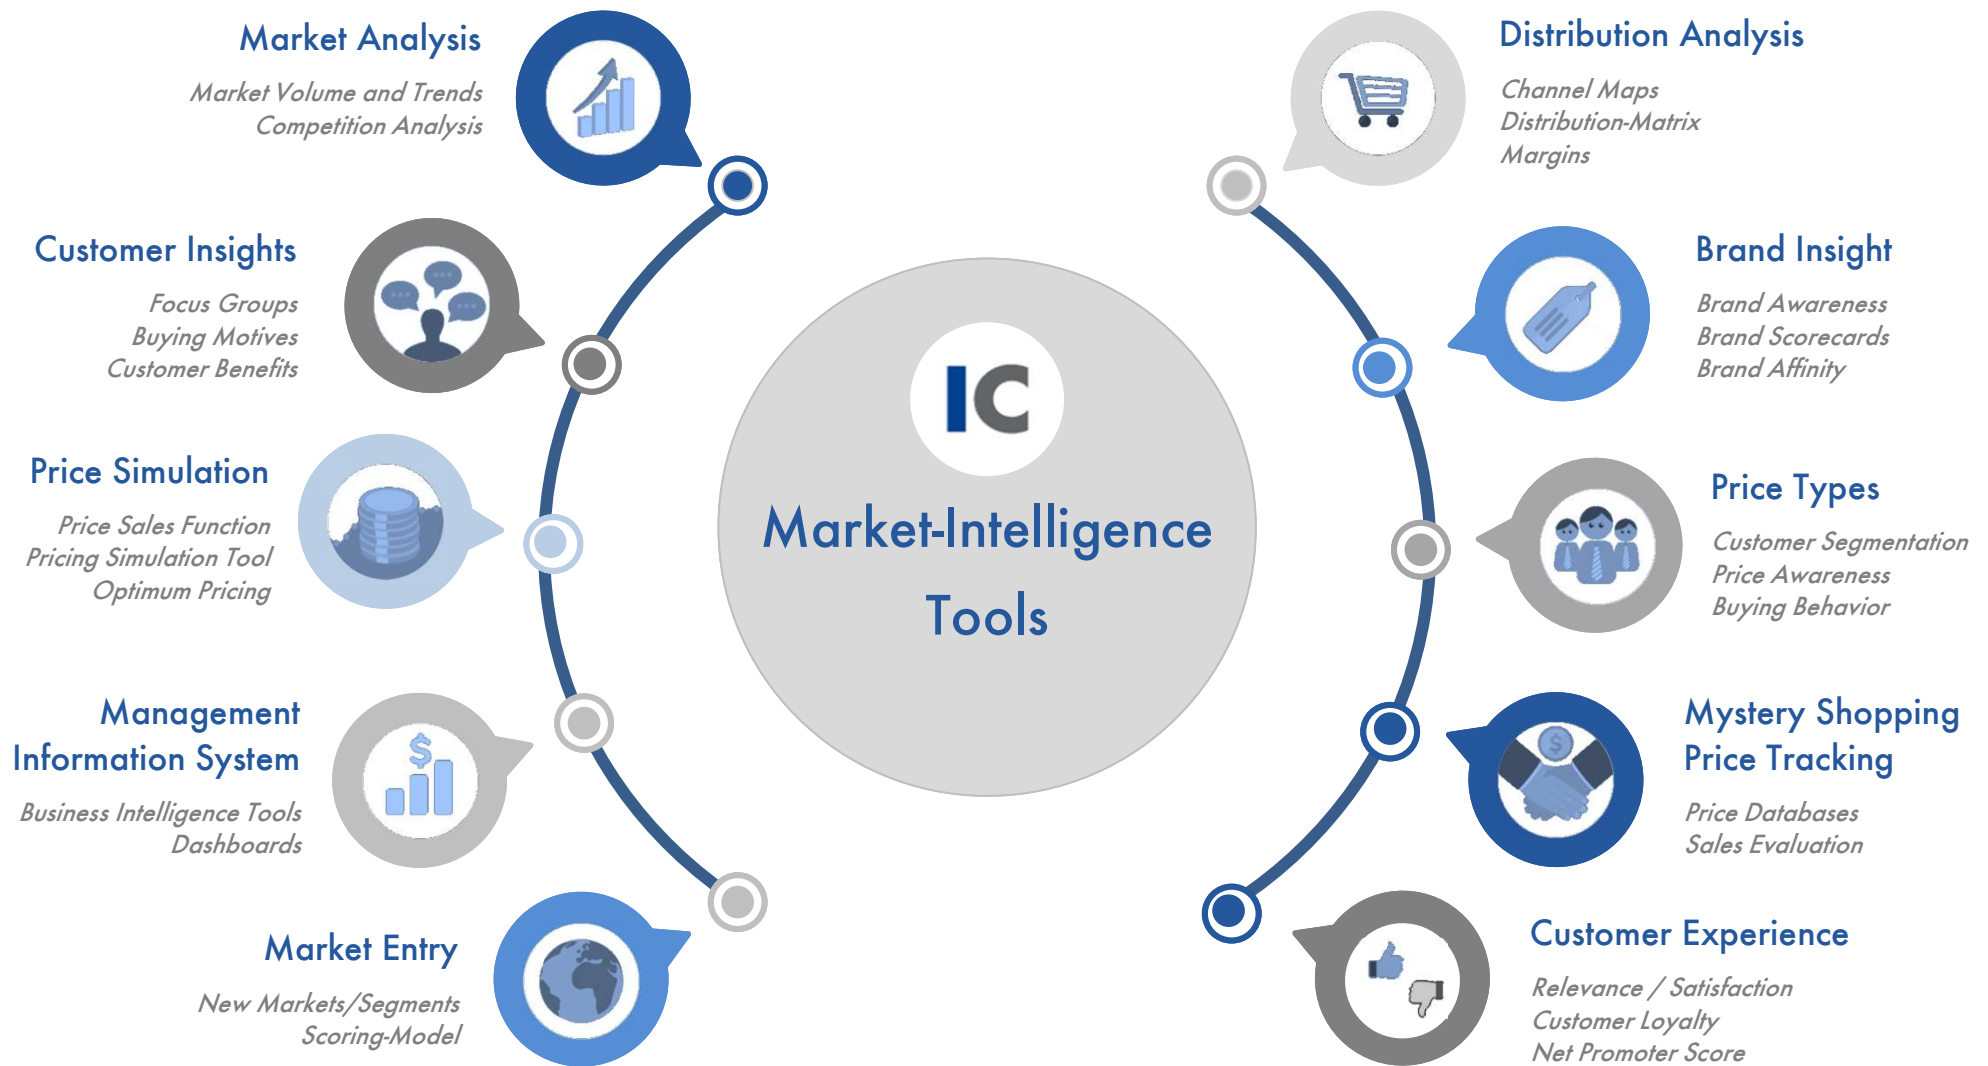 Market Analysis
Market Volume and Trends
Competition Analysis
Customer Insights
Focus Groups
Buying Motives
Customer Benefits
Price Simulation
Price Sales Function
Pricing Simulation Tool
Optimum Pricing
Management
Information System
Business Intelligence Tools
Dashboards
Market Entry
New Markets/Segments
Scoring-Model
IC
Market-Intelligence
Tools
Distribution Analysis
Channel Maps
Distribution-Matrix
Margins
Brand Insight
Brand Awareness
Brand Scorecards
Brand Affinity
Price Types
Customer Segmentation
Price Awareness
Buying Behavior
Mystery Shopping
Price Tracking
Price Databases
Sales Evaluation
Customer Experience
Relevance / Satisfaction
Customer Loyalty
Net Promoter Score
$
$